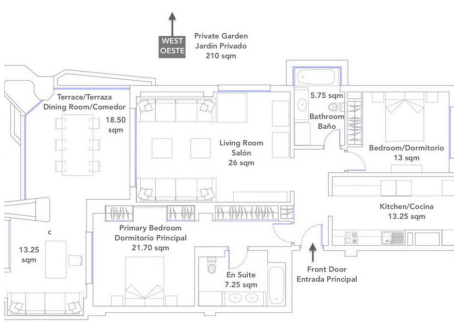 WEST
OESTE
Private Garden
Jardin Privado
210 sqm
Terrace/Terraza
Dining Room/Comedor
18.50
sqm
5.75 sqm
Bathroom
Baño
Living Room
Salón
26 sqm
Bedroom/Dormitorio
13 sqm
Kitchen/Cocina
13.25 sqm
c
13.25
sqm
Primary Bedroom
Dormitorio Principal
21.70 sqm
En Suite
7.25 sqm
Front Door
Entrada Principal